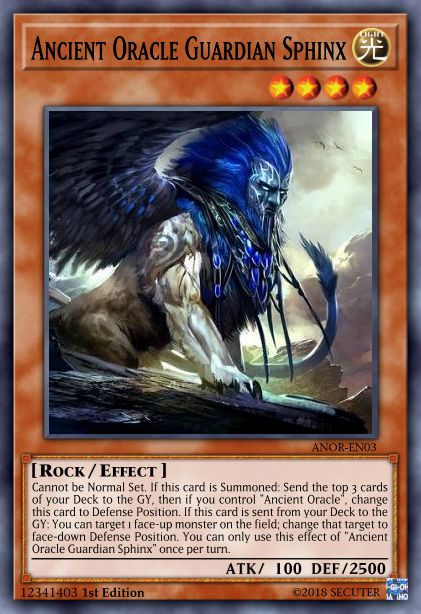 ANCIENT ORACLE GUARDIAN SPHINX
LIGHT
光
ANOR-EN03
[ROCK / EFFECT ]
Cannot be Normal Set. If this card is Summoned: Send the top 3 cards
of your Deck to the GY, then if you control "Ancient Oracle", change
this card to Defense Position. If this card is sent from your Deck to the
GY: You can target 1 face-up monster on the field; change that target to
face-down Defense Position. You can only use this effect of "Ancient
Oracle Guardian Sphinx" once per turn.
ATK/ 100 DEF/2500
12341403 1st Edition
©2018 SECUTER